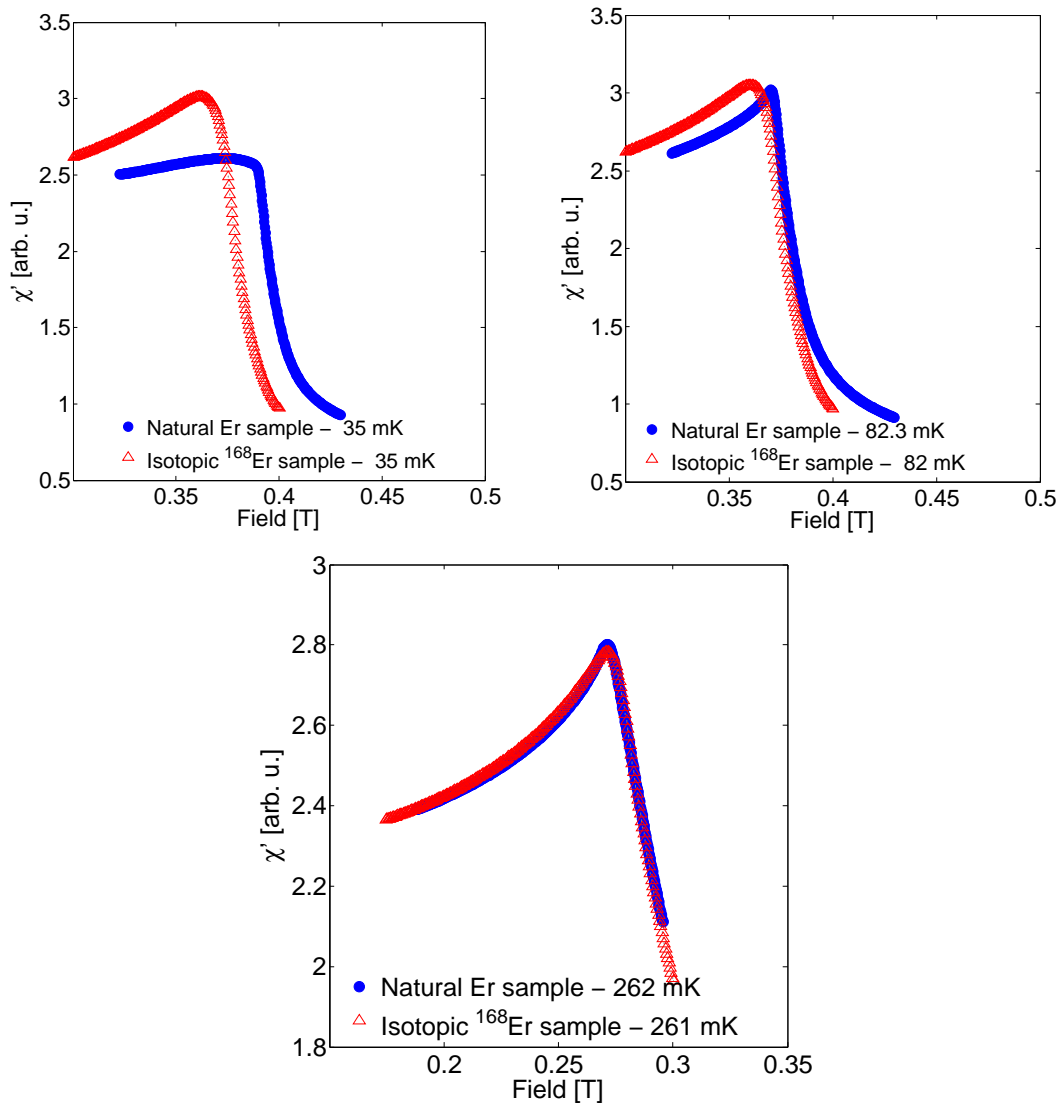 3.5
3
2.5
2
1.5
1
0.5
0.35
0.4
0.45
0.5
χ' [arb. u.]
Field [T]
Natural Er sample − 35 mK
Isotopic ¹⁶⁸Er sample − 35 mK
3.5
3
2.5
2
1.5
1
0.5
0.35
0.4
0.45
0.5
χ' [arb. u.]
Field [T]
Natural Er sample − 82.3 mK
Isotopic ¹⁶⁸Er sample − 82 mK
3
2.8
2.6
2.4
2.2
2
1.8
0.2
0.25
0.3
0.35
χ' [arb. u.]
Field [T]
Natural Er sample − 262 mK
Isotopic ¹⁶⁸Er sample − 261 mK